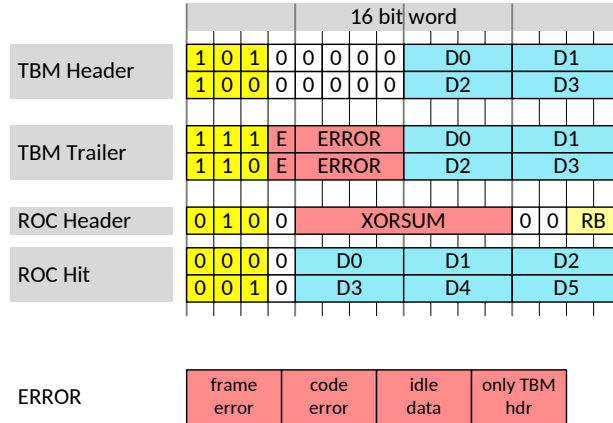 16 bit word
TBM Header 1 0 1 0 0 0 0 0 D0 D1
1 0 0 0 0 0 0 0 D2 D3
TBM Trailer 1 1 1 E ERROR D0 D1
1 1 0 E ERROR D2 D3
ROC Header 0 1 0 0 XORSUM 0 0 RB
ROC Hit 0 0 0 0 D0 D1 D2
0 0 1 0 D3 D4 D5
ERROR frame error code error idle data only TBM hdr